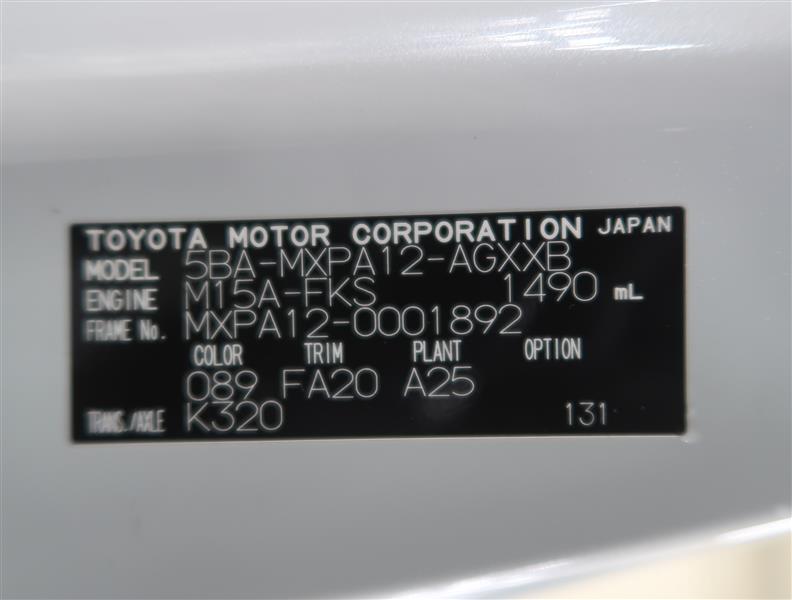 TOYOTA MOTOR CORPORATION JAPAN
MODEL 5BA-MXPA12-AGXXB
ENGINE M15A-FKS 1490 mL
FRAME No. MXPA12-0001892
COLOR TRIM PLANT OPTION
089 FA20 A25
TRANS./AXLE K320 131